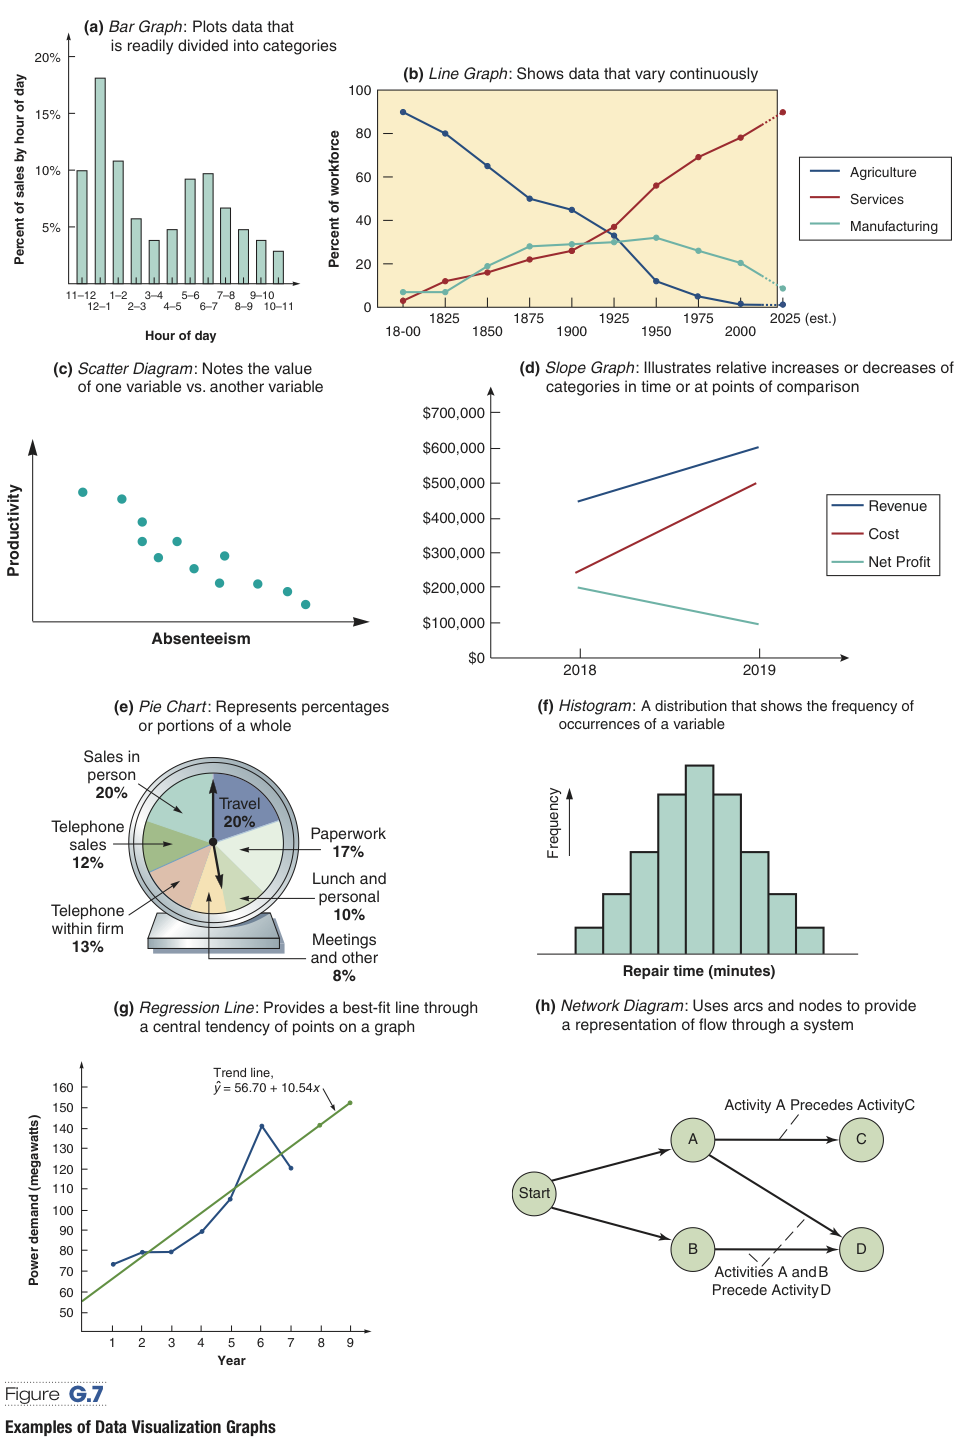 (a) Bar Graph: Plots data that
is readily divided into categories
Percent of sales by hour of day
20%
15%
10%
5%
11–12 1–2 3–4 5–6 7–8 9–10
12–1 2–3 4–5 6–7 8–9 10–11
Hour of day
(b) Line Graph: Shows data that vary continuously
Percent of workforce
100
80
60
40
20
0
1825 1875 1925 1975 2025 (est.)
18-00 1850 1900 1950 2000
Agriculture
Services
Manufacturing
(c) Scatter Diagram: Notes the value
of one variable vs. another variable
Productivity
Absenteeism
(d) Slope Graph: Illustrates relative increases or decreases of
categories in time or at points of comparison
$700,000
$600,000
$500,000
$400,000
$300,000
$200,000
$100,000
$0
2018 2019
Revenue
Cost
Net Profit
(e) Pie Chart: Represents percentages
or portions of a whole
Sales in
person
20%
Travel
20%
Telephone
sales
12%
Paperwork
17%
Lunch and
personal
10%
Telephone
within firm
13%
Meetings
and other
8%
(f) Histogram: A distribution that shows the frequency of
occurrences of a variable
Frequency
Repair time (minutes)
(g) Regression Line: Provides a best-fit line through
a central tendency of points on a graph
Trend line,
ŷ = 56.70 + 10.54x
Power demand (megawatts)
160
150
140
130
120
110
100
90
80
70
60
50
1 2 3 4 5 6 7 8 9
Year
(h) Network Diagram: Uses arcs and nodes to provide
a representation of flow through a system
Activity A Precedes ActivityC
A
C
Start
B
D
Activities A andB
Precede ActivityD
Figure G.7
Examples of Data Visualization Graphs